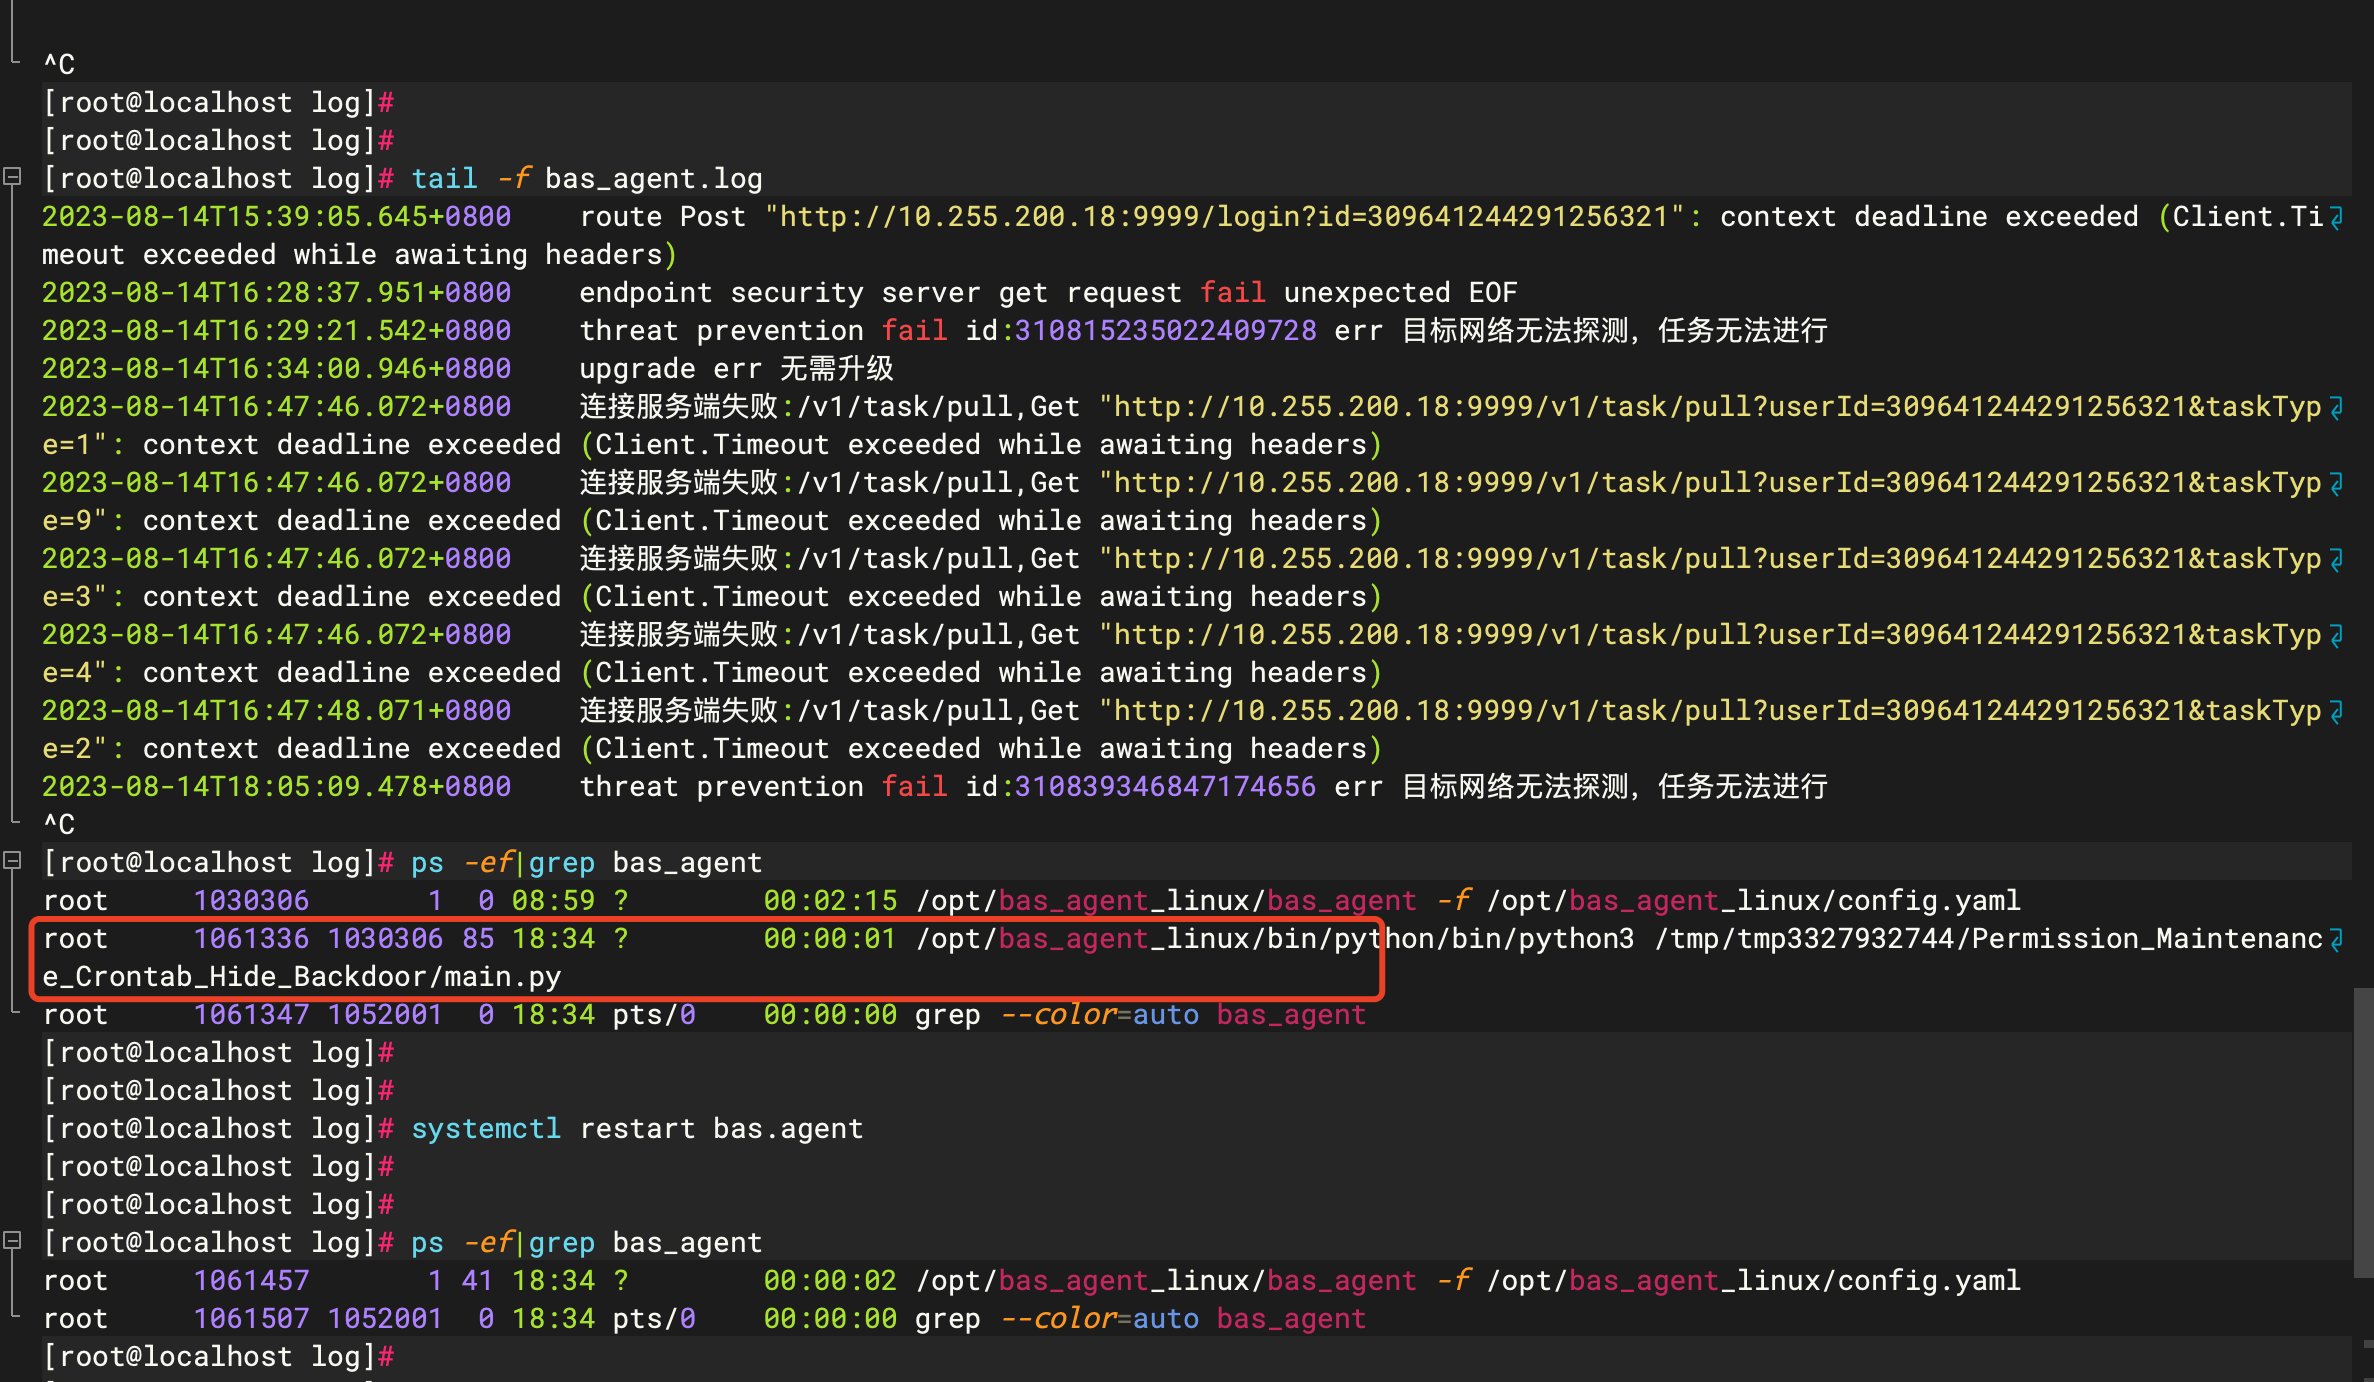 ^C
[root@localhost log]#
[root@localhost log]#
[root@localhost log]# tail -f bas_agent.log
2023-08-14T15:39:05.645+0800    route Post "http://10.255.200.18:9999/login?id=309641244291256321": context deadline exceeded (Client.Ti
meout exceeded while awaiting headers)
2023-08-14T16:28:37.951+0800    endpoint security server get request fail unexpected EOF
2023-08-14T16:29:21.542+0800    threat prevention fail id:310815235022409728 err 目标网络无法探测，任务无法进行
2023-08-14T16:34:00.946+0800    upgrade err 无需升级
2023-08-14T16:47:46.072+0800    连接服务端失败:/v1/task/pull,Get "http://10.255.200.18:9999/v1/task/pull?userId=309641244291256321&taskTyp
e=1": context deadline exceeded (Client.Timeout exceeded while awaiting headers)
2023-08-14T16:47:46.072+0800    连接服务端失败:/v1/task/pull,Get "http://10.255.200.18:9999/v1/task/pull?userId=309641244291256321&taskTyp
e=9": context deadline exceeded (Client.Timeout exceeded while awaiting headers)
2023-08-14T16:47:46.072+0800    连接服务端失败:/v1/task/pull,Get "http://10.255.200.18:9999/v1/task/pull?userId=309641244291256321&taskTyp
e=3": context deadline exceeded (Client.Timeout exceeded while awaiting headers)
2023-08-14T16:47:46.072+0800    连接服务端失败:/v1/task/pull,Get "http://10.255.200.18:9999/v1/task/pull?userId=309641244291256321&taskTyp
e=4": context deadline exceeded (Client.Timeout exceeded while awaiting headers)
2023-08-14T16:47:48.071+0800    连接服务端失败:/v1/task/pull,Get "http://10.255.200.18:9999/v1/task/pull?userId=309641244291256321&taskTyp
e=2": context deadline exceeded (Client.Timeout exceeded while awaiting headers)
2023-08-14T18:05:09.478+0800    threat prevention fail id:310839346847174656 err 目标网络无法探测，任务无法进行
^C
[root@localhost log]# ps -ef|grep bas_agent
root     1030306       1  0 08:59 ?        00:02:15 /opt/bas_agent_linux/bas_agent -f /opt/bas_agent_linux/config.yaml
root     1061336 1030306 85 18:34 ?        00:00:01 /opt/bas_agent_linux/bin/python/bin/python3 /tmp/tmp3327932744/Permission_Maintenanc
e_Crontab_Hide_Backdoor/main.py
root     1061347 1052001  0 18:34 pts/0    00:00:00 grep --color=auto bas_agent
[root@localhost log]#
[root@localhost log]#
[root@localhost log]# systemctl restart bas.agent
[root@localhost log]#
[root@localhost log]#
[root@localhost log]# ps -ef|grep bas_agent
root     1061457       1 41 18:34 ?        00:00:02 /opt/bas_agent_linux/bas_agent -f /opt/bas_agent_linux/config.yaml
root     1061507 1052001  0 18:34 pts/0    00:00:00 grep --color=auto bas_agent
[root@localhost log]#